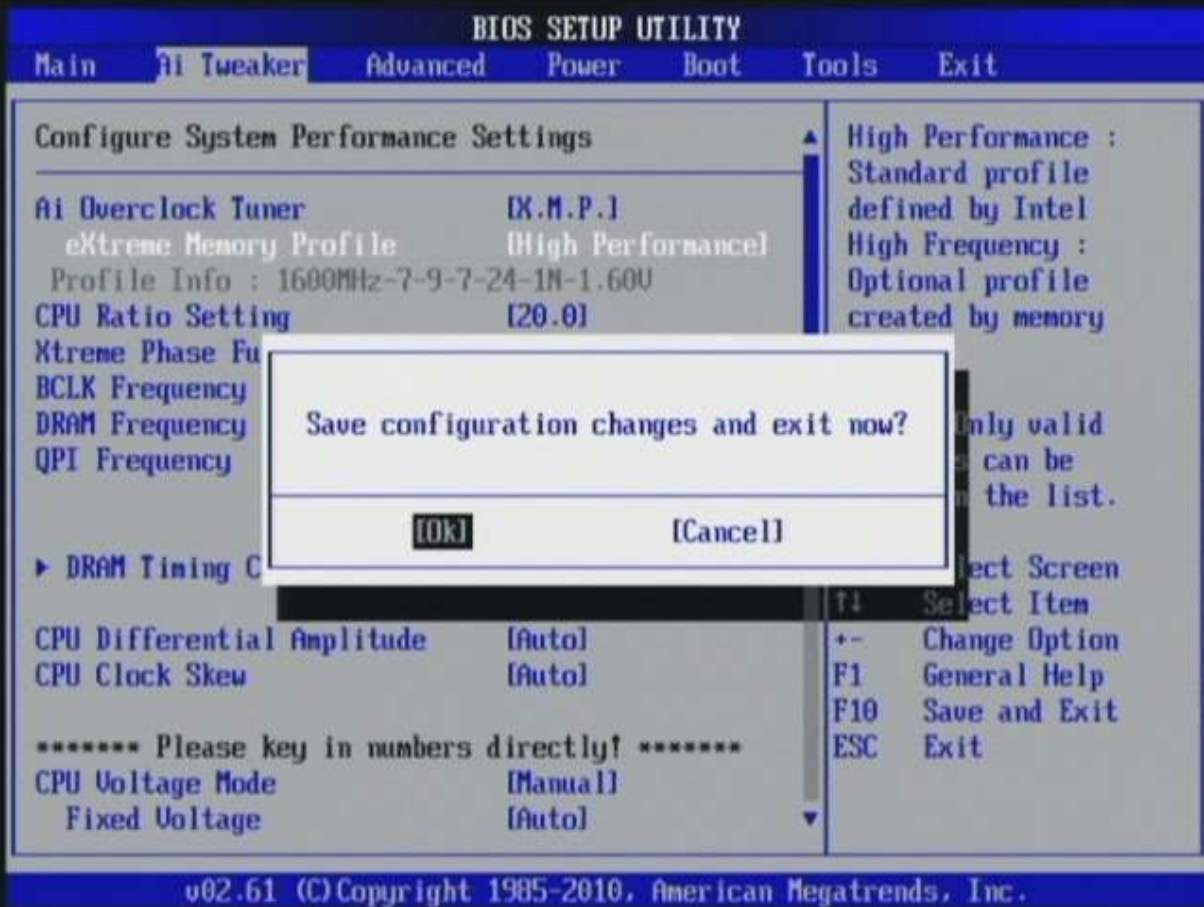 BIOS SETUP UTILITY
Main Ai Tweaker Advanced Power Boot Tools Exit
Configure System Performance Settings
Ai Overclock Tuner [X.M.P.]
eXtreme Memory Profile [High Performance]
Profile Info : 1600MHz-7-9-7-24-1N-1.60V
CPU Ratio Setting [20.0]
Xtreme Phase Fu
BCLK Frequency
DRAM Frequency
QPI Frequency
DRAM Timing C
CPU Differential Amplitude [Auto]
CPU Clock Skew [Auto]
******* Please key in numbers directly! *******
CPU Voltage Mode [Manual]
Fixed Voltage [Auto]
Save configuration changes and exit now?
[Ok] [Cancel]
High Performance :
Standard profile
defined by Intel
High Frequency :
Optional profile
created by memory
Only valid
s can be
the list.
ect Screen
↑↓ Select Item
+- Change Option
F1 General Help
F10 Save and Exit
ESC Exit
v02.61 (C)Copyright 1985-2010, American Megatrends, Inc.